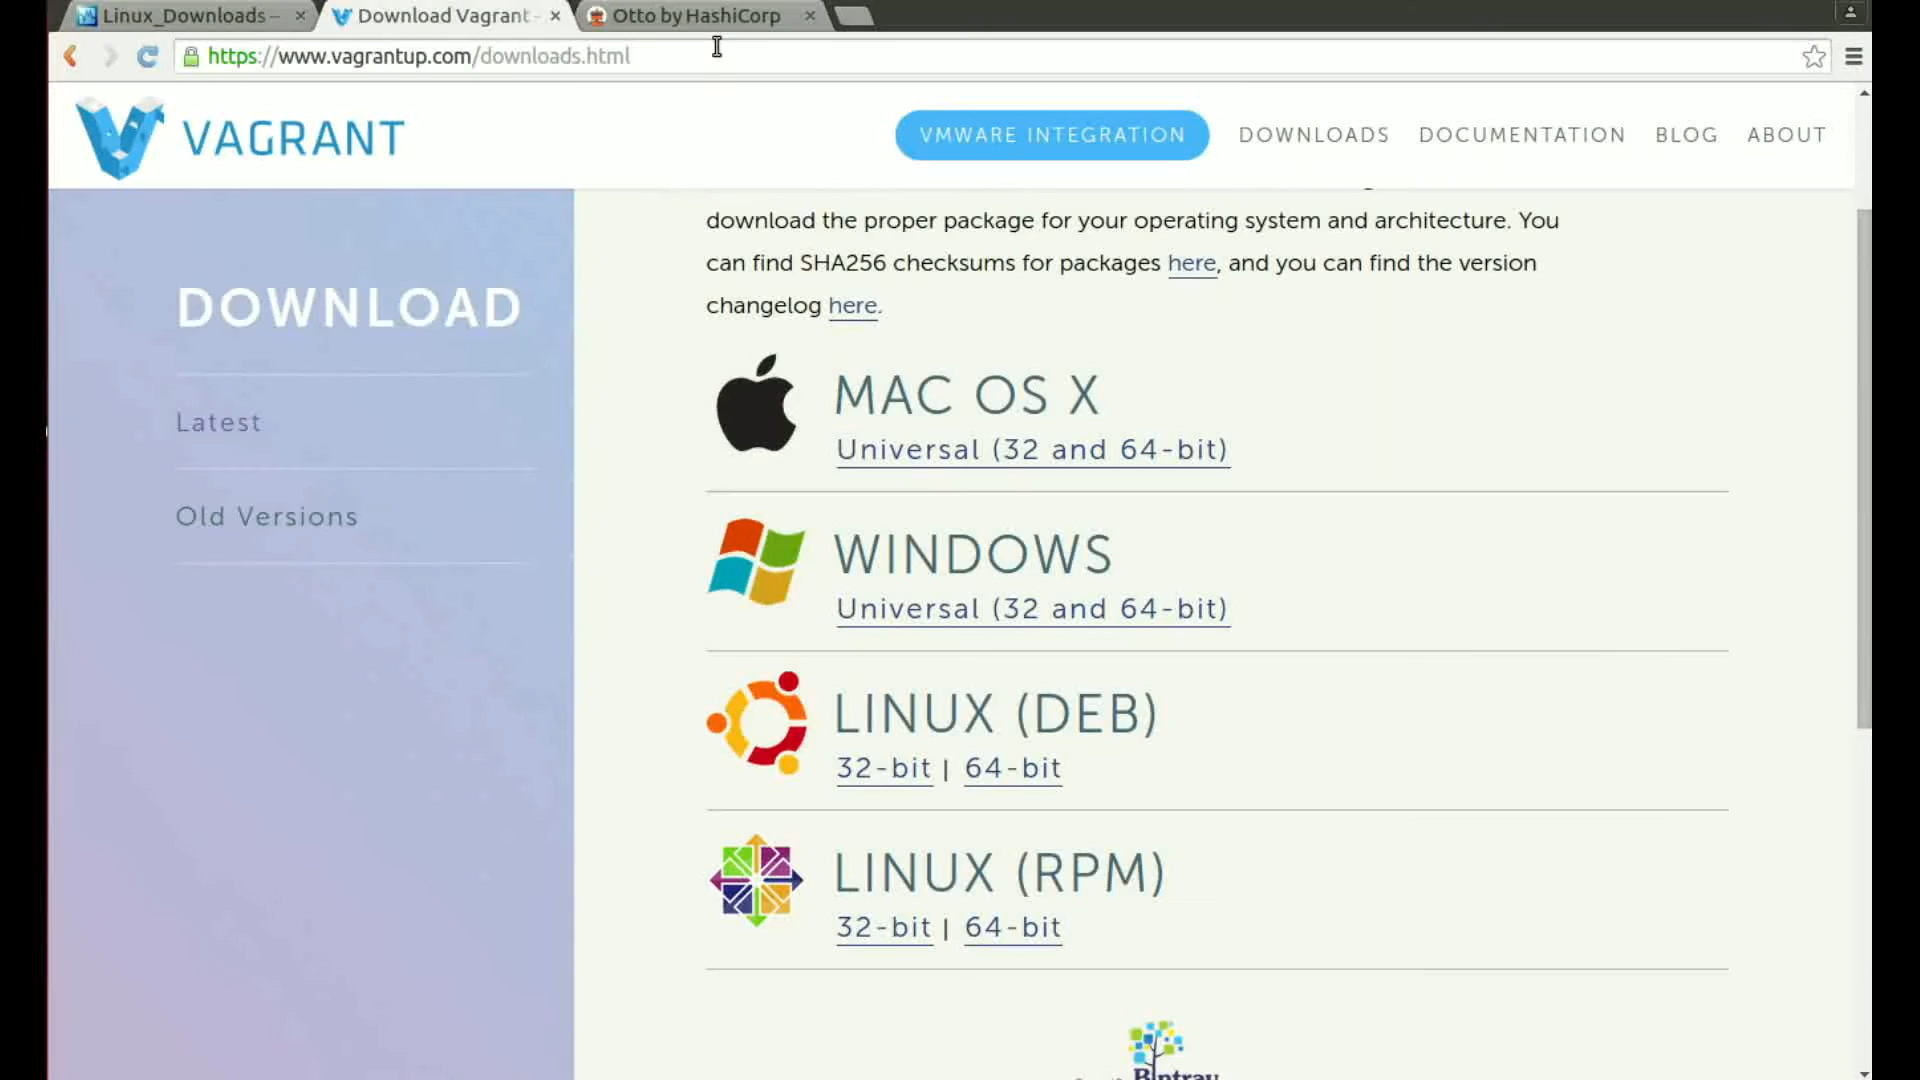 Linux_Downloads –
Download Vagrant -
Otto by HashiCorp
https://www.vagrantup.com/downloads.html
VAGRANT
VMWARE INTEGRATION
DOWNLOADS
DOCUMENTATION
BLOG
ABOUT
DOWNLOAD
Latest
Old Versions
download the proper package for your operating system and architecture. You
can find SHA256 checksums for packages here, and you can find the version
changelog here.
MAC OS X
Universal (32 and 64-bit)
WINDOWS
Universal (32 and 64-bit)
LINUX (DEB)
32-bit | 64-bit
LINUX (RPM)
32-bit | 64-bit
Bintray